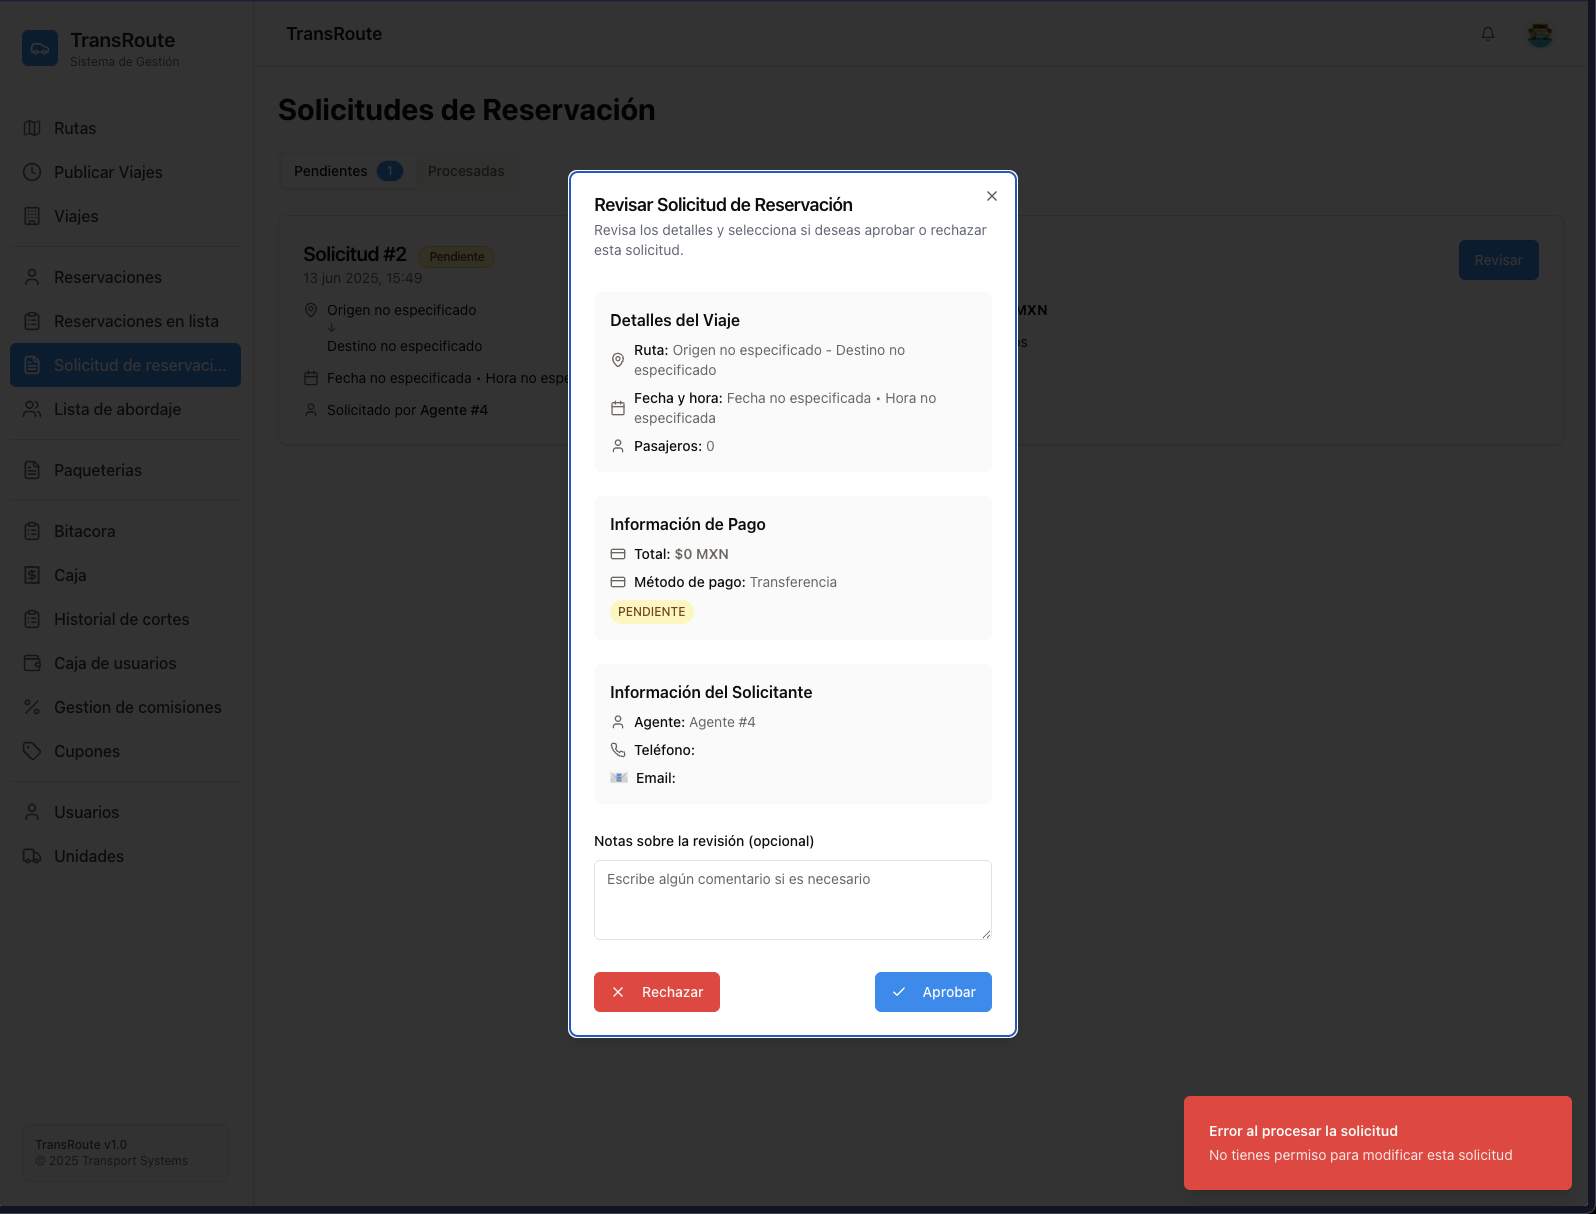 TransRoute
Sistema de Gestión
Rutas
Publicar Viajes
Viajes
Reservaciones
Reservaciones en lista
Solicitud de reservaci...
Lista de abordaje
Paqueterias
Bitacora
Caja
Historial de cortes
Caja de usuarios
Gestion de comisiones
Cupones
Usuarios
Unidades
TransRoute v1.0
© 2025 Transport Systems
TransRoute
Solicitudes de Reservación
Pendientes 1 Procesadas
Solicitud #2 Pendiente
13 jun 2025, 15:49
Origen no especificado
↓
Destino no especificado
Fecha no especificada • Hora no espe
Solicitado por Agente #4
MXN
os
Revisar
Revisar Solicitud de Reservación
Revisa los detalles y selecciona si deseas aprobar o rechazar
esta solicitud.
Detalles del Viaje
Ruta: Origen no especificado - Destino no
especificado
Fecha y hora: Fecha no especificada • Hora no
especificada
Pasajeros: 0
Información de Pago
Total: $0 MXN
Método de pago: Transferencia
PENDIENTE
Información del Solicitante
Agente: Agente #4
Teléfono:
Email:
Notas sobre la revisión (opcional)
Escribe algún comentario si es necesario
Rechazar
Aprobar
Error al procesar la solicitud
No tienes permiso para modificar esta solicitud